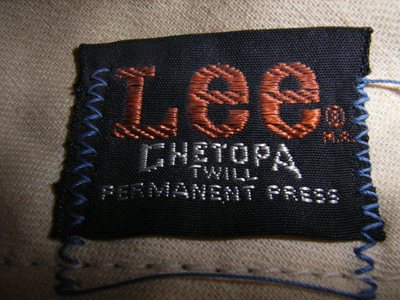 Lee ®
M.R.
CHETOPA
TWILL
PERMANENT PRESS